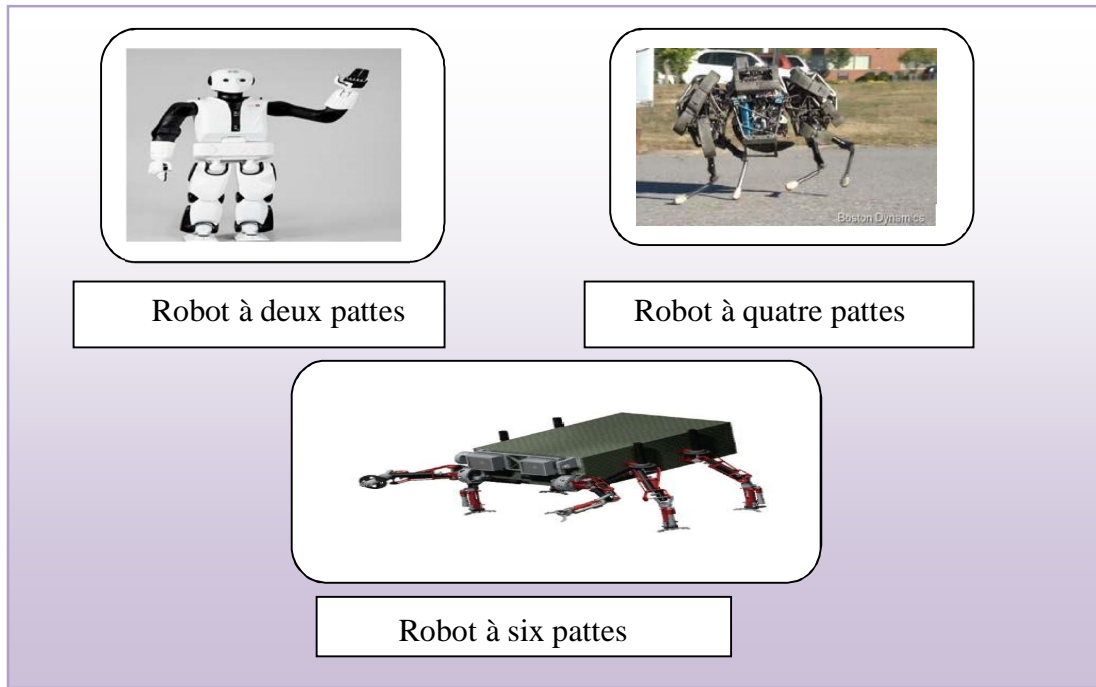 Boston Dynamics
Robot à deux pattes
Robot à quatre pattes
Robot à six pattes